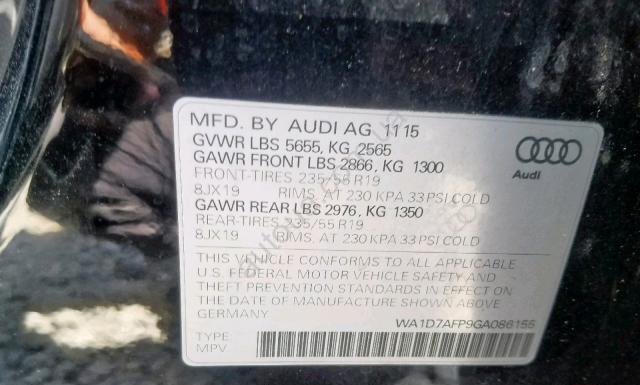 MFD. BY AUDI AG 11 15
GVWR LBS 5655, KG 2565
GAWR FRONT LBS 2866, KG 1300
FRONT-TIRES 235/55 R19
8JX19 RIMS, AT 230 KPA 33 PSI COLD
GAWR REAR LBS 2976, KG 1350
REAR-TIRES 235/55 R19
8JX19 RIMS, AT 230 KPA 33 PSI COLD
THIS VEHICLE CONFORMS TO ALL APPLICABLE
U.S. FEDERAL MOTOR VEHICLE SAFETY AND
THEFT PREVENTION STANDARDS IN EFFECT ON
THE DATE OF MANUFACTURE SHOWN ABOVE
GERMANY
WA1D7AFP9GA086155
TYPE:
MPV
Audi